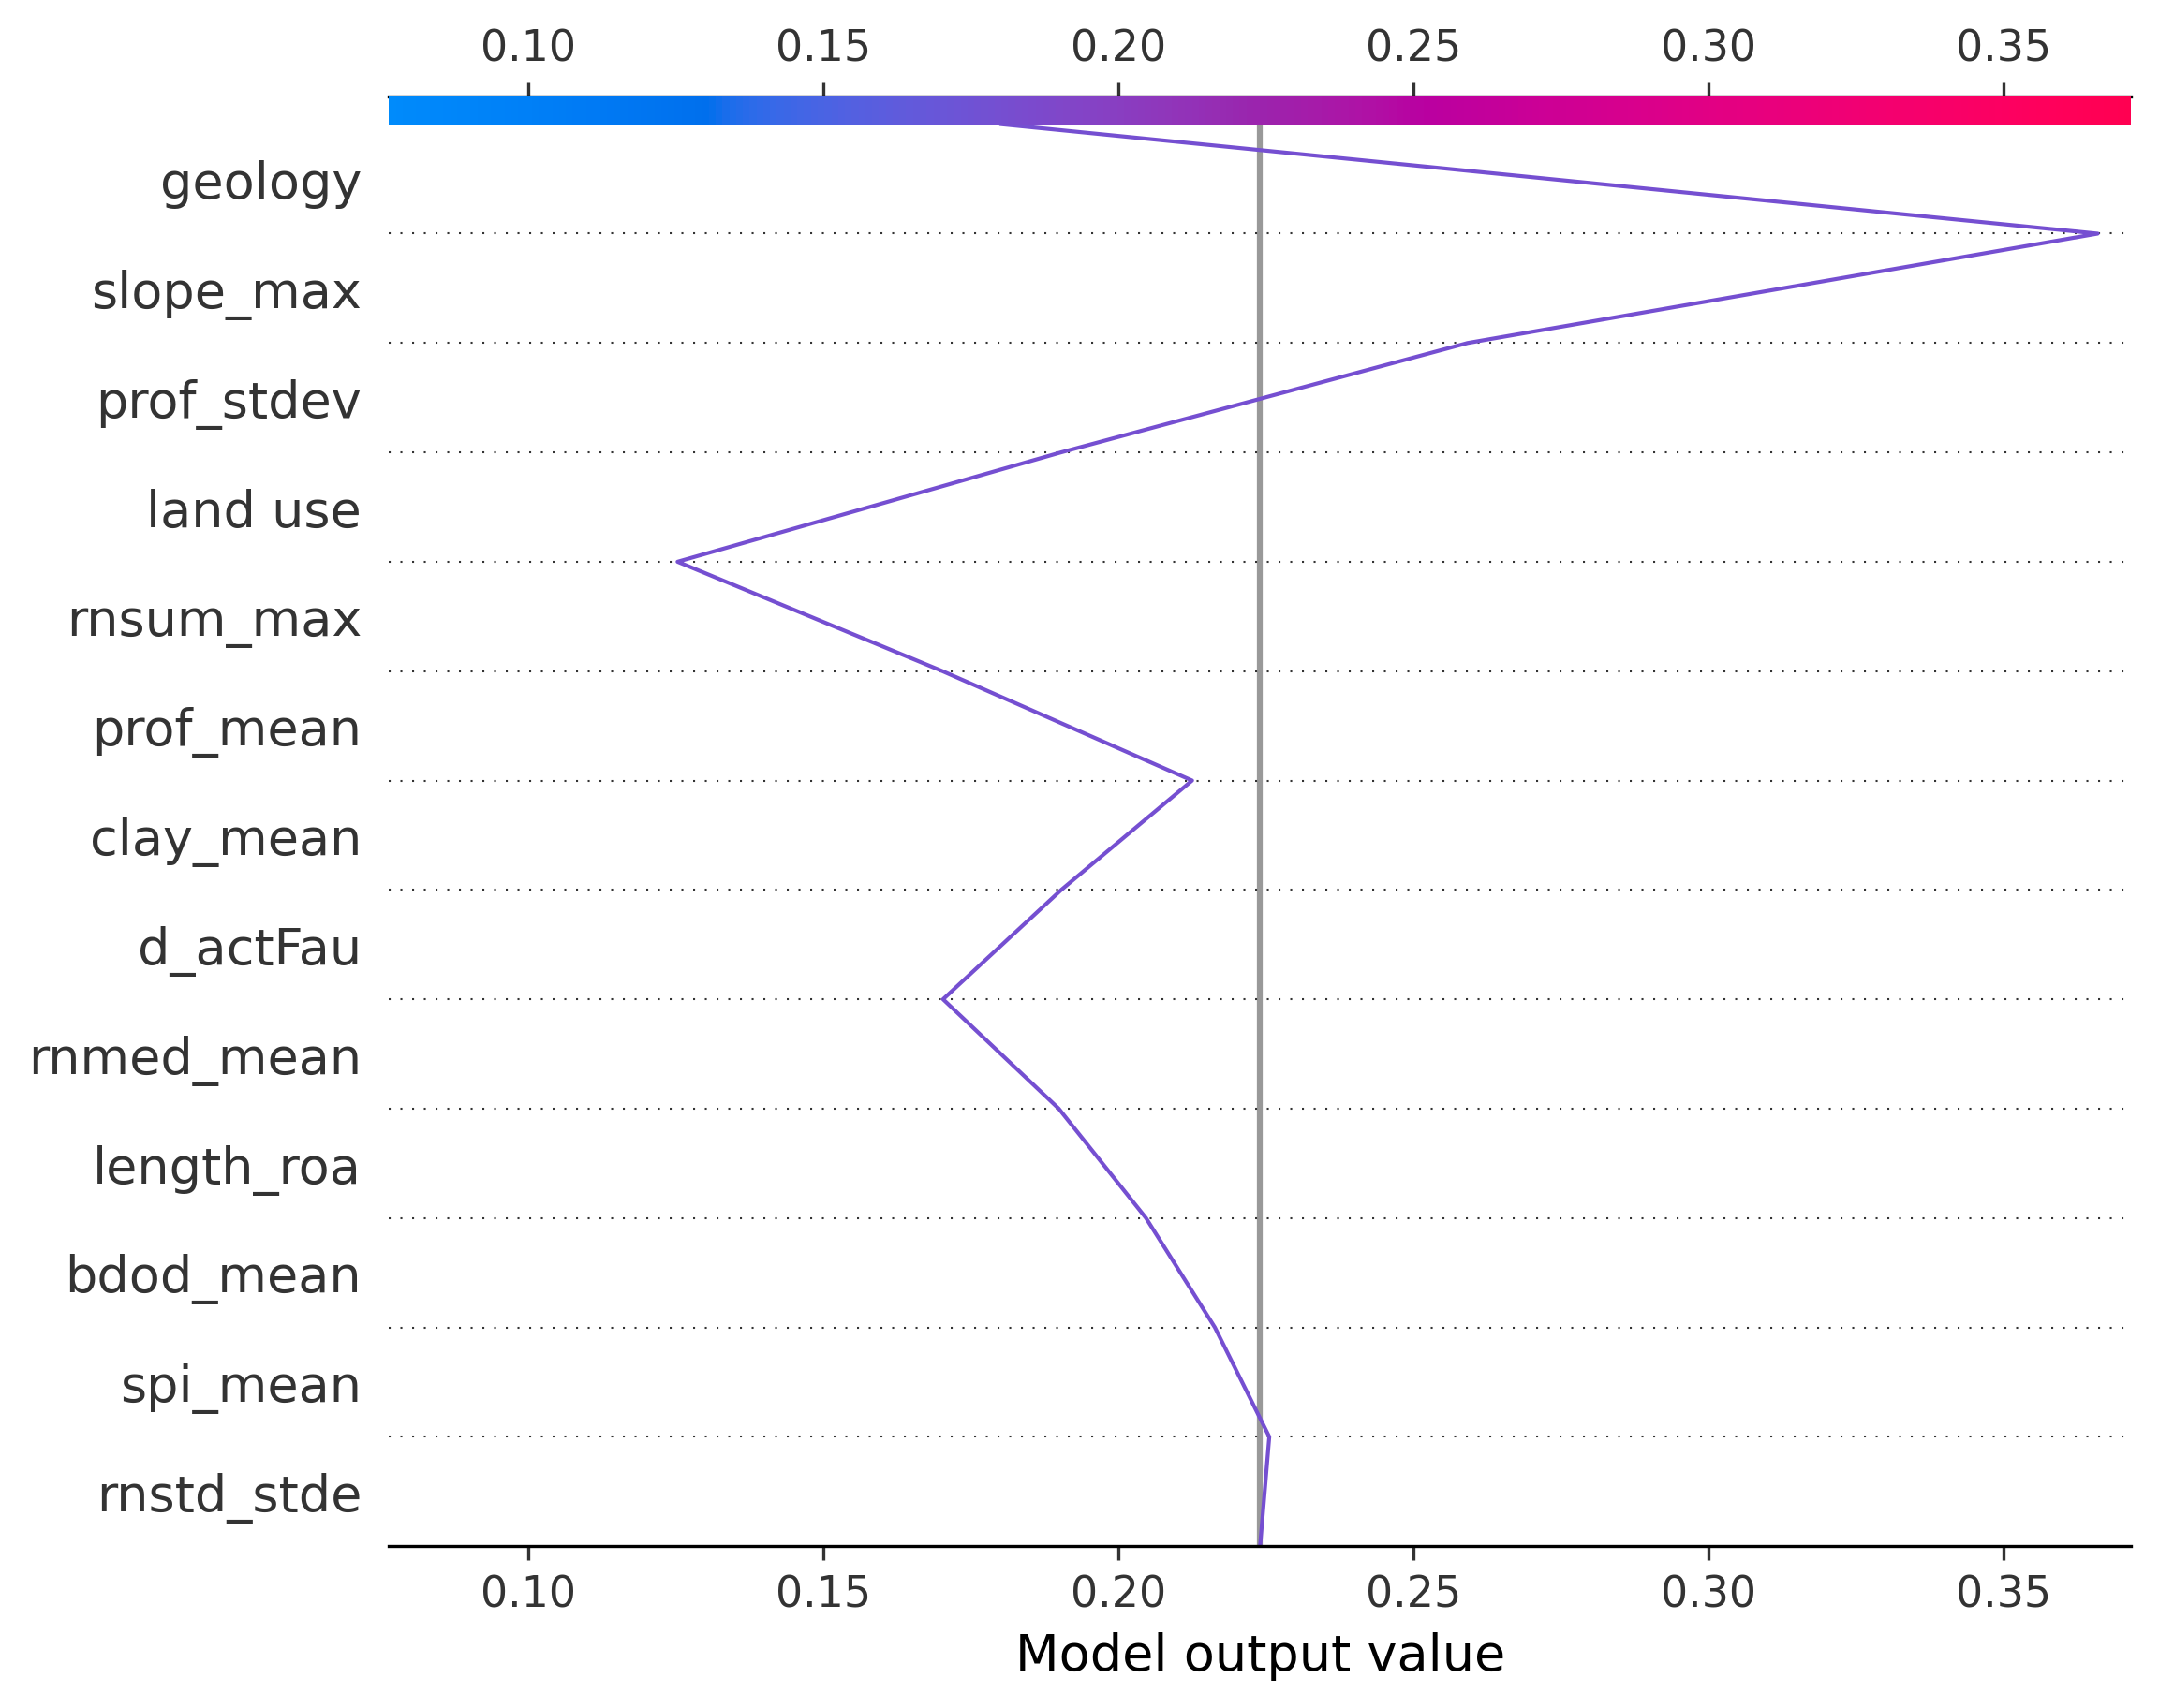 0.10 0.15 0.20 0.25 0.30 0.35
geology
slope_max
prof_stdev
land use
rnsum_max
prof_mean
clay_mean
d_actFau
rnmed_mean
length_roa
bdod_mean
spi_mean
rnstd_stde
0.10 0.15 0.20 0.25 0.30 0.35
Model output value